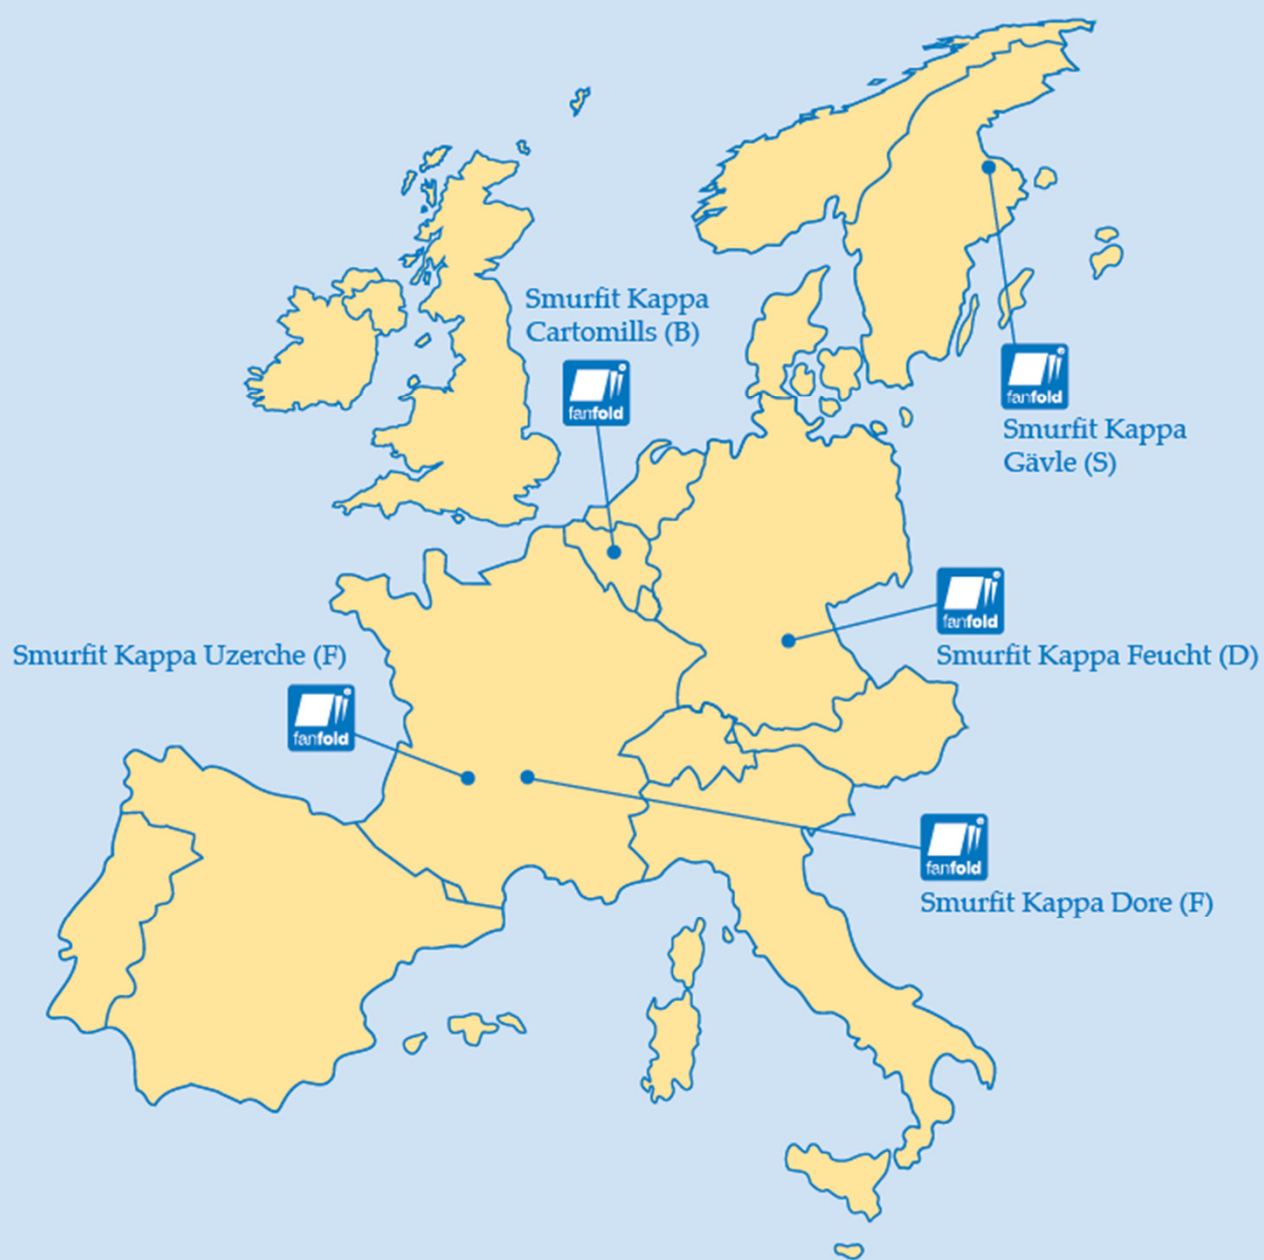 Smurfit Kappa
Cartomills (B)
fanfold
fanfold
Smurfit Kappa
Gävle (S)
fanfold
Smurfit Kappa Feucht (D)
Smurfit Kappa Uzerche (F)
fanfold
fanfold
Smurfit Kappa Dore (F)